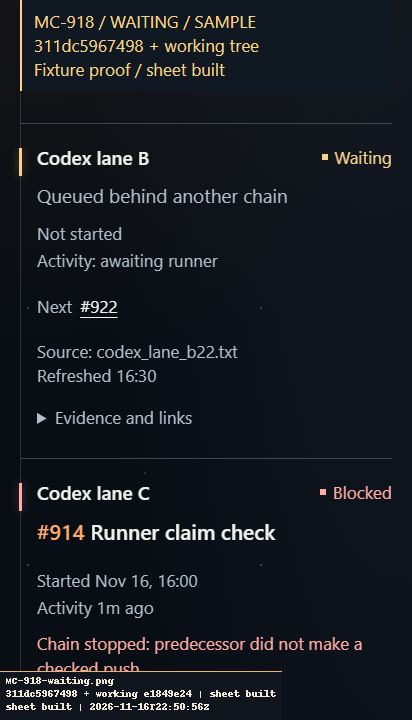 MC-918 / WAITING / SAMPLE
311dc5967498 + working tree
Fixture proof / sheet built
Codex lane B
Waiting
Queued behind another chain
Not started
Activity: awaiting runner
Next #922
Source: codex_lane_b22.txt
Refreshed 16:30
▶ Evidence and links
Codex lane C
Blocked
#914 Runner claim check
Started Nov 16, 16:00
Activity 1m ago
Chain stopped: predecessor did not make a
checked push
MC-918-waiting.png
311dc5967498 + working e1849e24 | sheet built
sheet built | 2026-11-16T22:50:56Z